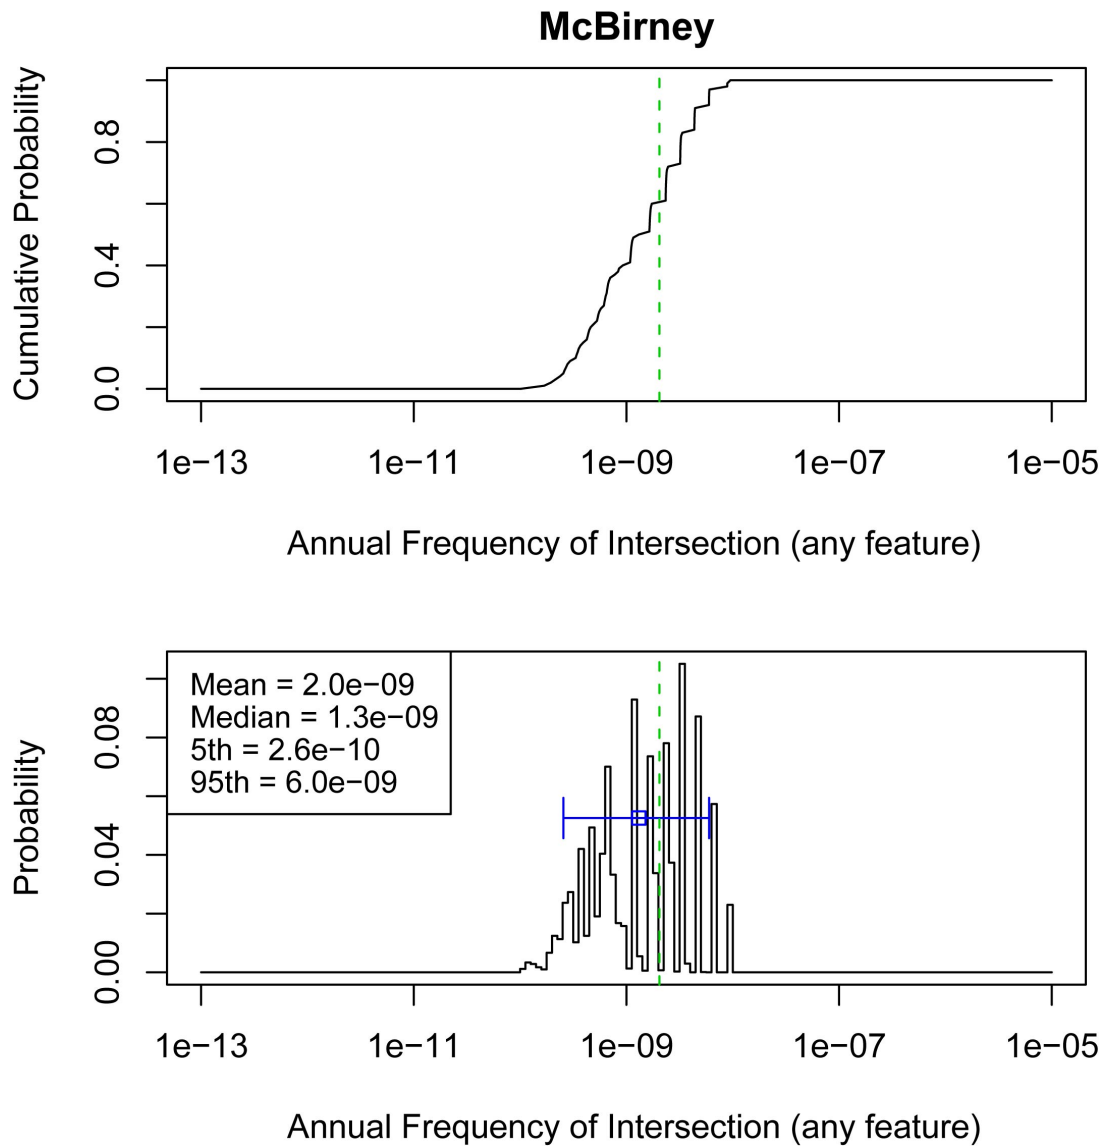 McBirney
Cumulative Probability
0.8
0.4
0.0
1e−13 1e−11 1e−09 1e−07 1e−05
Annual Frequency of Intersection (any feature)
Mean = 2.0e−09
Median = 1.3e−09
5th = 2.6e−10
95th = 6.0e−09
Probability
0.08
0.04
0.00
1e−13 1e−11 1e−09 1e−07 1e−05
Annual Frequency of Intersection (any feature)